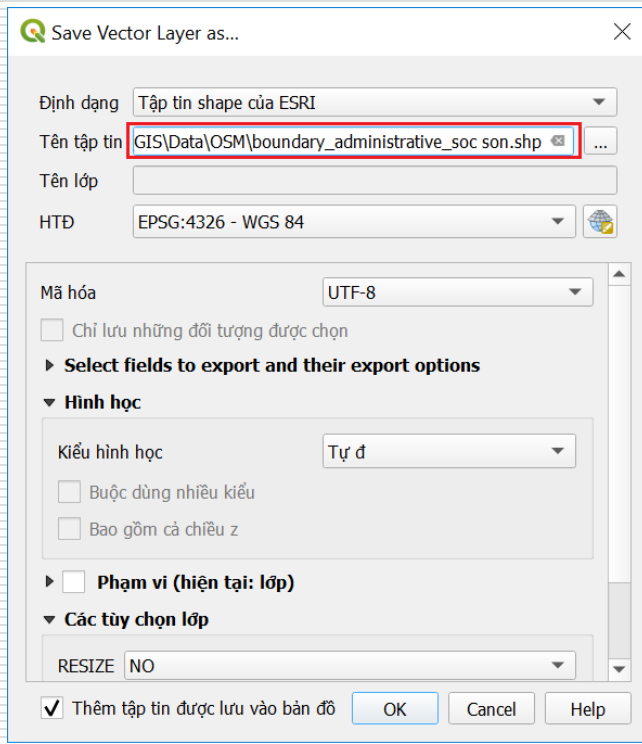 Save Vector Layer as...
Định dạng Tập tin shape của ESRI
Tên tập tin GIS\Data\OSM\boundary_administrative_soc son.shp ...
Tên lớp
HTĐ EPSG:4326 - WGS 84
Mã hóa UTF-8
Chỉ lưu những đối tượng được chọn
Select fields to export and their export options
Hình học
Kiểu hình học Tự đ
Buộc dùng nhiều kiểu
Bao gồm cả chiều z
Phạm vi (hiện tại: lớp)
Các tùy chọn lớp
RESIZE NO
Thêm tập tin được lưu vào bản đồ OK Cancel Help